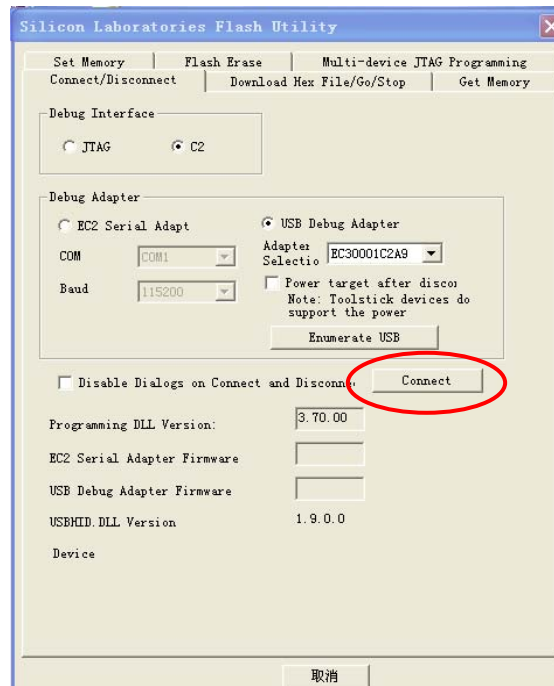 Silicon Laboratories Flash Utility
Set Memory Flash Erase Multi-device JTAG Programming
Connect/Disconnect Download Hex File/Go/Stop Get Memory
Debug Interface
JTAG C2
Debug Adapter
EC2 Serial Adapt USB Debug Adapter
COM COM1
Adapter
Selectio EC30001C2A9
Baud 115200
Power target after discon
Note: Toolstick devices do
support the power
Enumerate USB
Disable Dialogs on Connect and Disconne Connect
Programming DLL Version: 3.70.00
EC2 Serial Adapter Firmware
USB Debug Adapter Firmware
USBHID.DLL Version 1.9.0.0
Device
取消